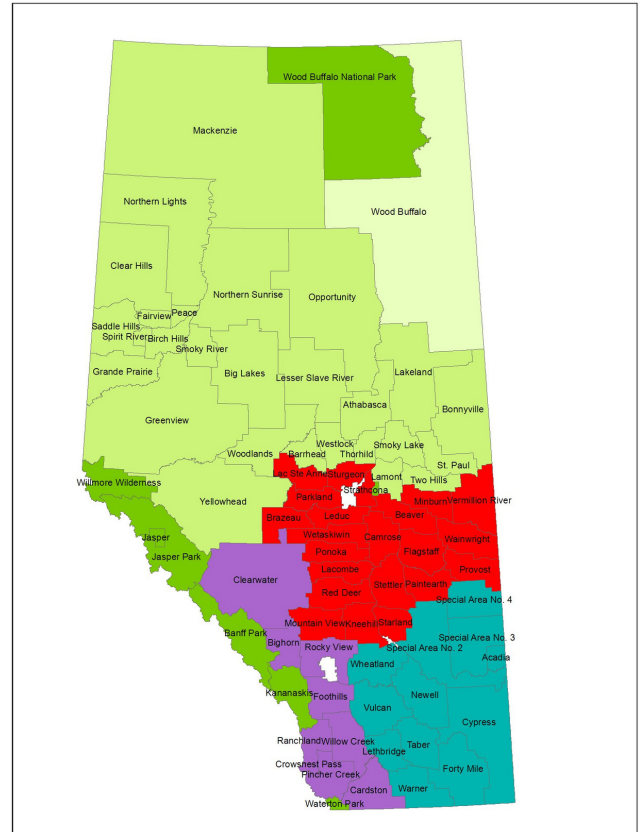 Wood Buffalo National Park
Mackenzie
Northern Lights
Wood Buffalo
Clear Hills
Northern Sunrise
Opportunity
Fairview
Peace
Saddle Hills
Spirit River
Birch Hills
Smoky River
Grande Prairie
Big Lakes
Lesser Slave River
Lakeland
Athabasca
Bonnyville
Greenview
Westlock
Smoky Lake
Woodlands
Barrhead
Thorhild
St. Paul
Lac Ste Anne
Sturgeon
Lamont
Two Hills
Willmore Wilderness
Yellowhead
Parkland
Strathcona
Minburn
Vermilion River
Brazeau
Leduc
Beaver
Jasper
Wetaskiwin
Camrose
Wainwright
Jasper Park
Ponoka
Flagstaff
Clearwater
Lacombe
Provost
Red Deer
Stettler
Paintearth
Special Area No. 4
Banff Park
Mountain View
Kneehill
Starland
Bighorn
Rocky View
Special Area No. 2
Special Area No. 3
Acadia
Wheatland
Kananaskis
Foothills
Newell
Vulcan
Cypress
Ranchland
Willow Creek
Lethbridge
Taber
Crowsnest Pass
Pincher Creek
Forty Mile
Cardston
Warner
Waterton Park